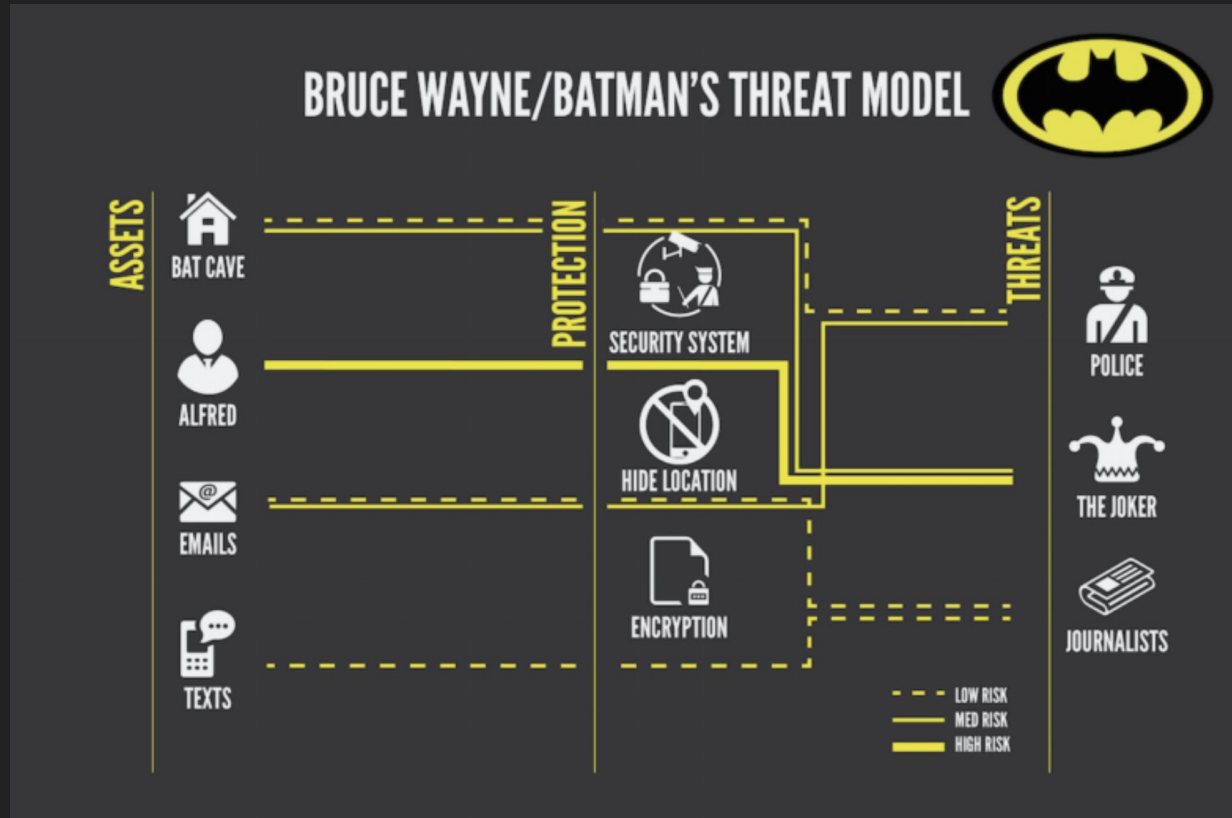 BRUCE WAYNE/BATMAN'S THREAT MODEL
ASSETS
BAT CAVE
ALFRED
@
EMAILS
TEXTS
PROTECTION
SECURITY SYSTEM
HIDE LOCATION
ENCRYPTION
THREATS
POLICE
THE JOKER
JOURNALISTS
LOW RISK
MED RISK
HIGH RISK